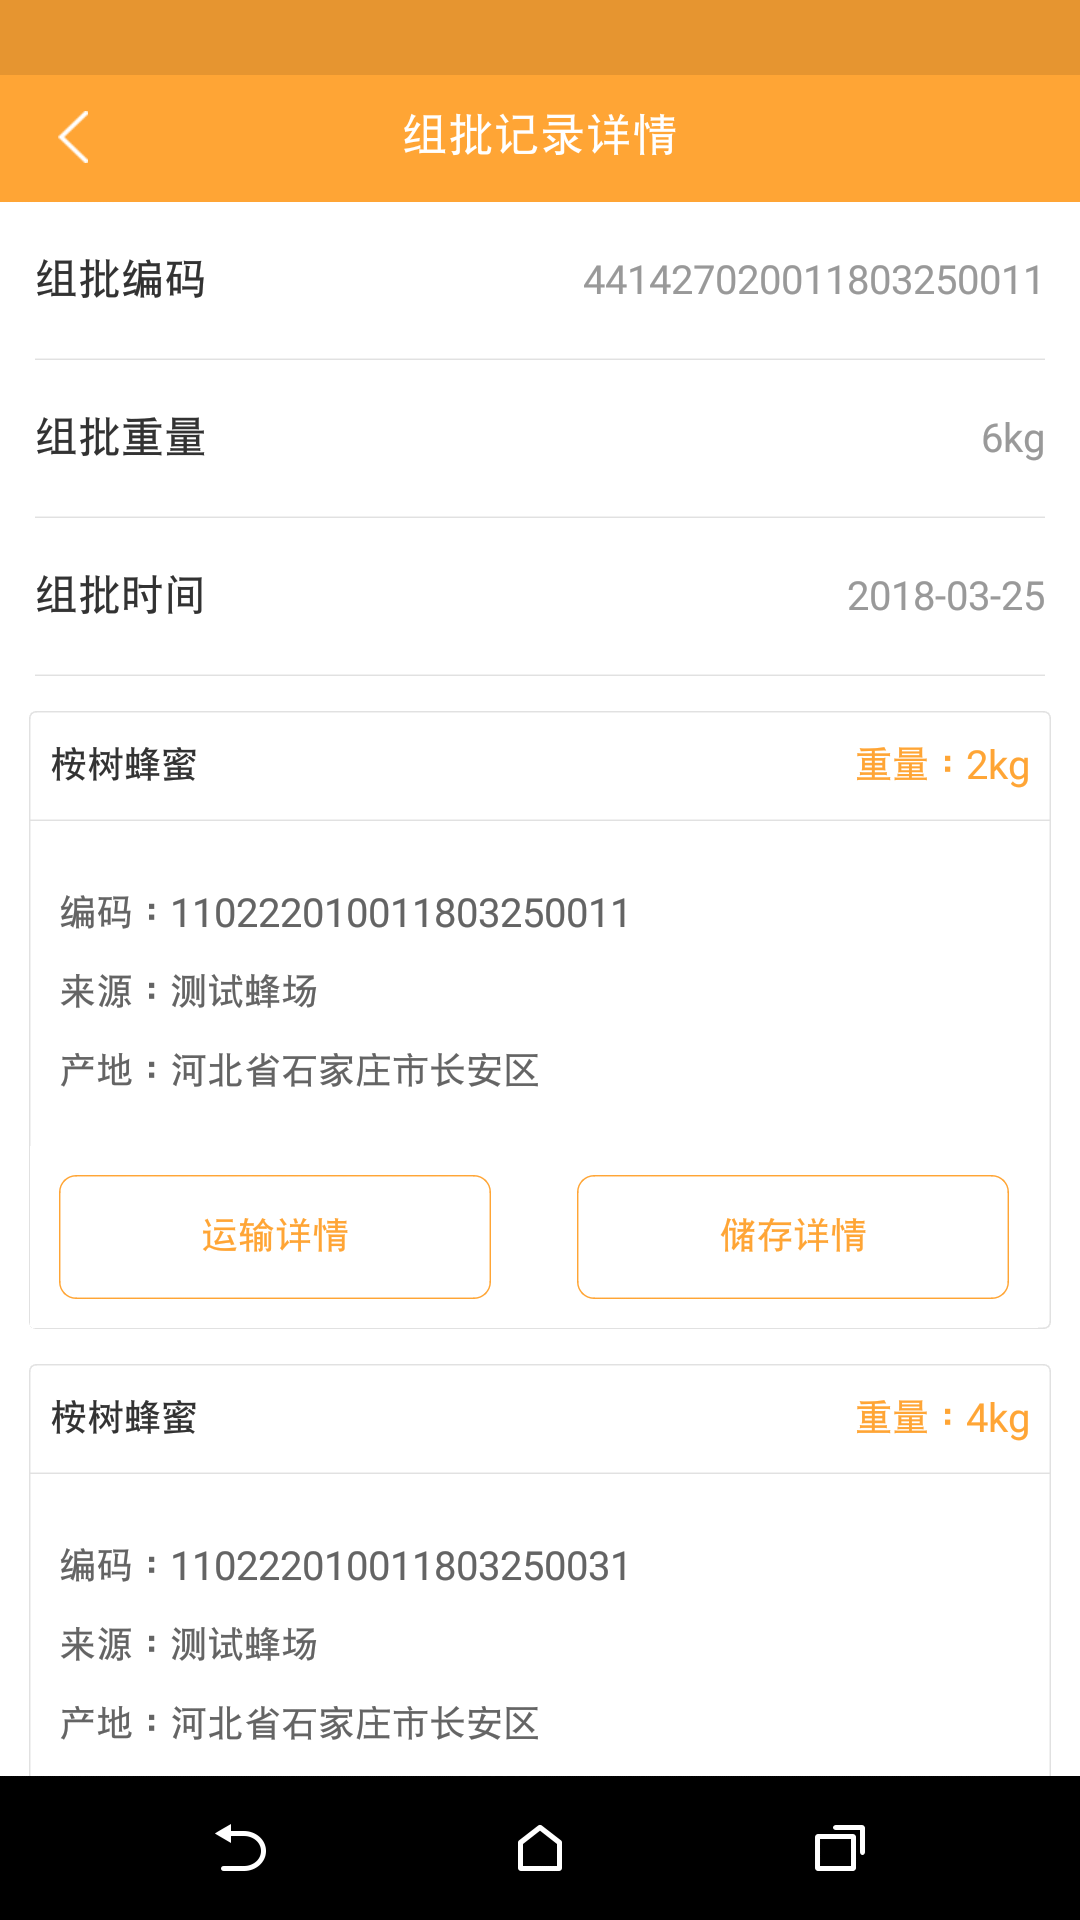 组批记录详情
组批编码 441427020011803250011
组批重量 6kg
组批时间 2018-03-25
桉树蜂蜜 重量：2kg
编码：110222010011803250011
来源：测试蜂场
产地：河北省石家庄市长安区
运输详情 储存详情
桉树蜂蜜 重量：4kg
编码：110222010011803250031
来源：测试蜂场
产地：河北省石家庄市长安区